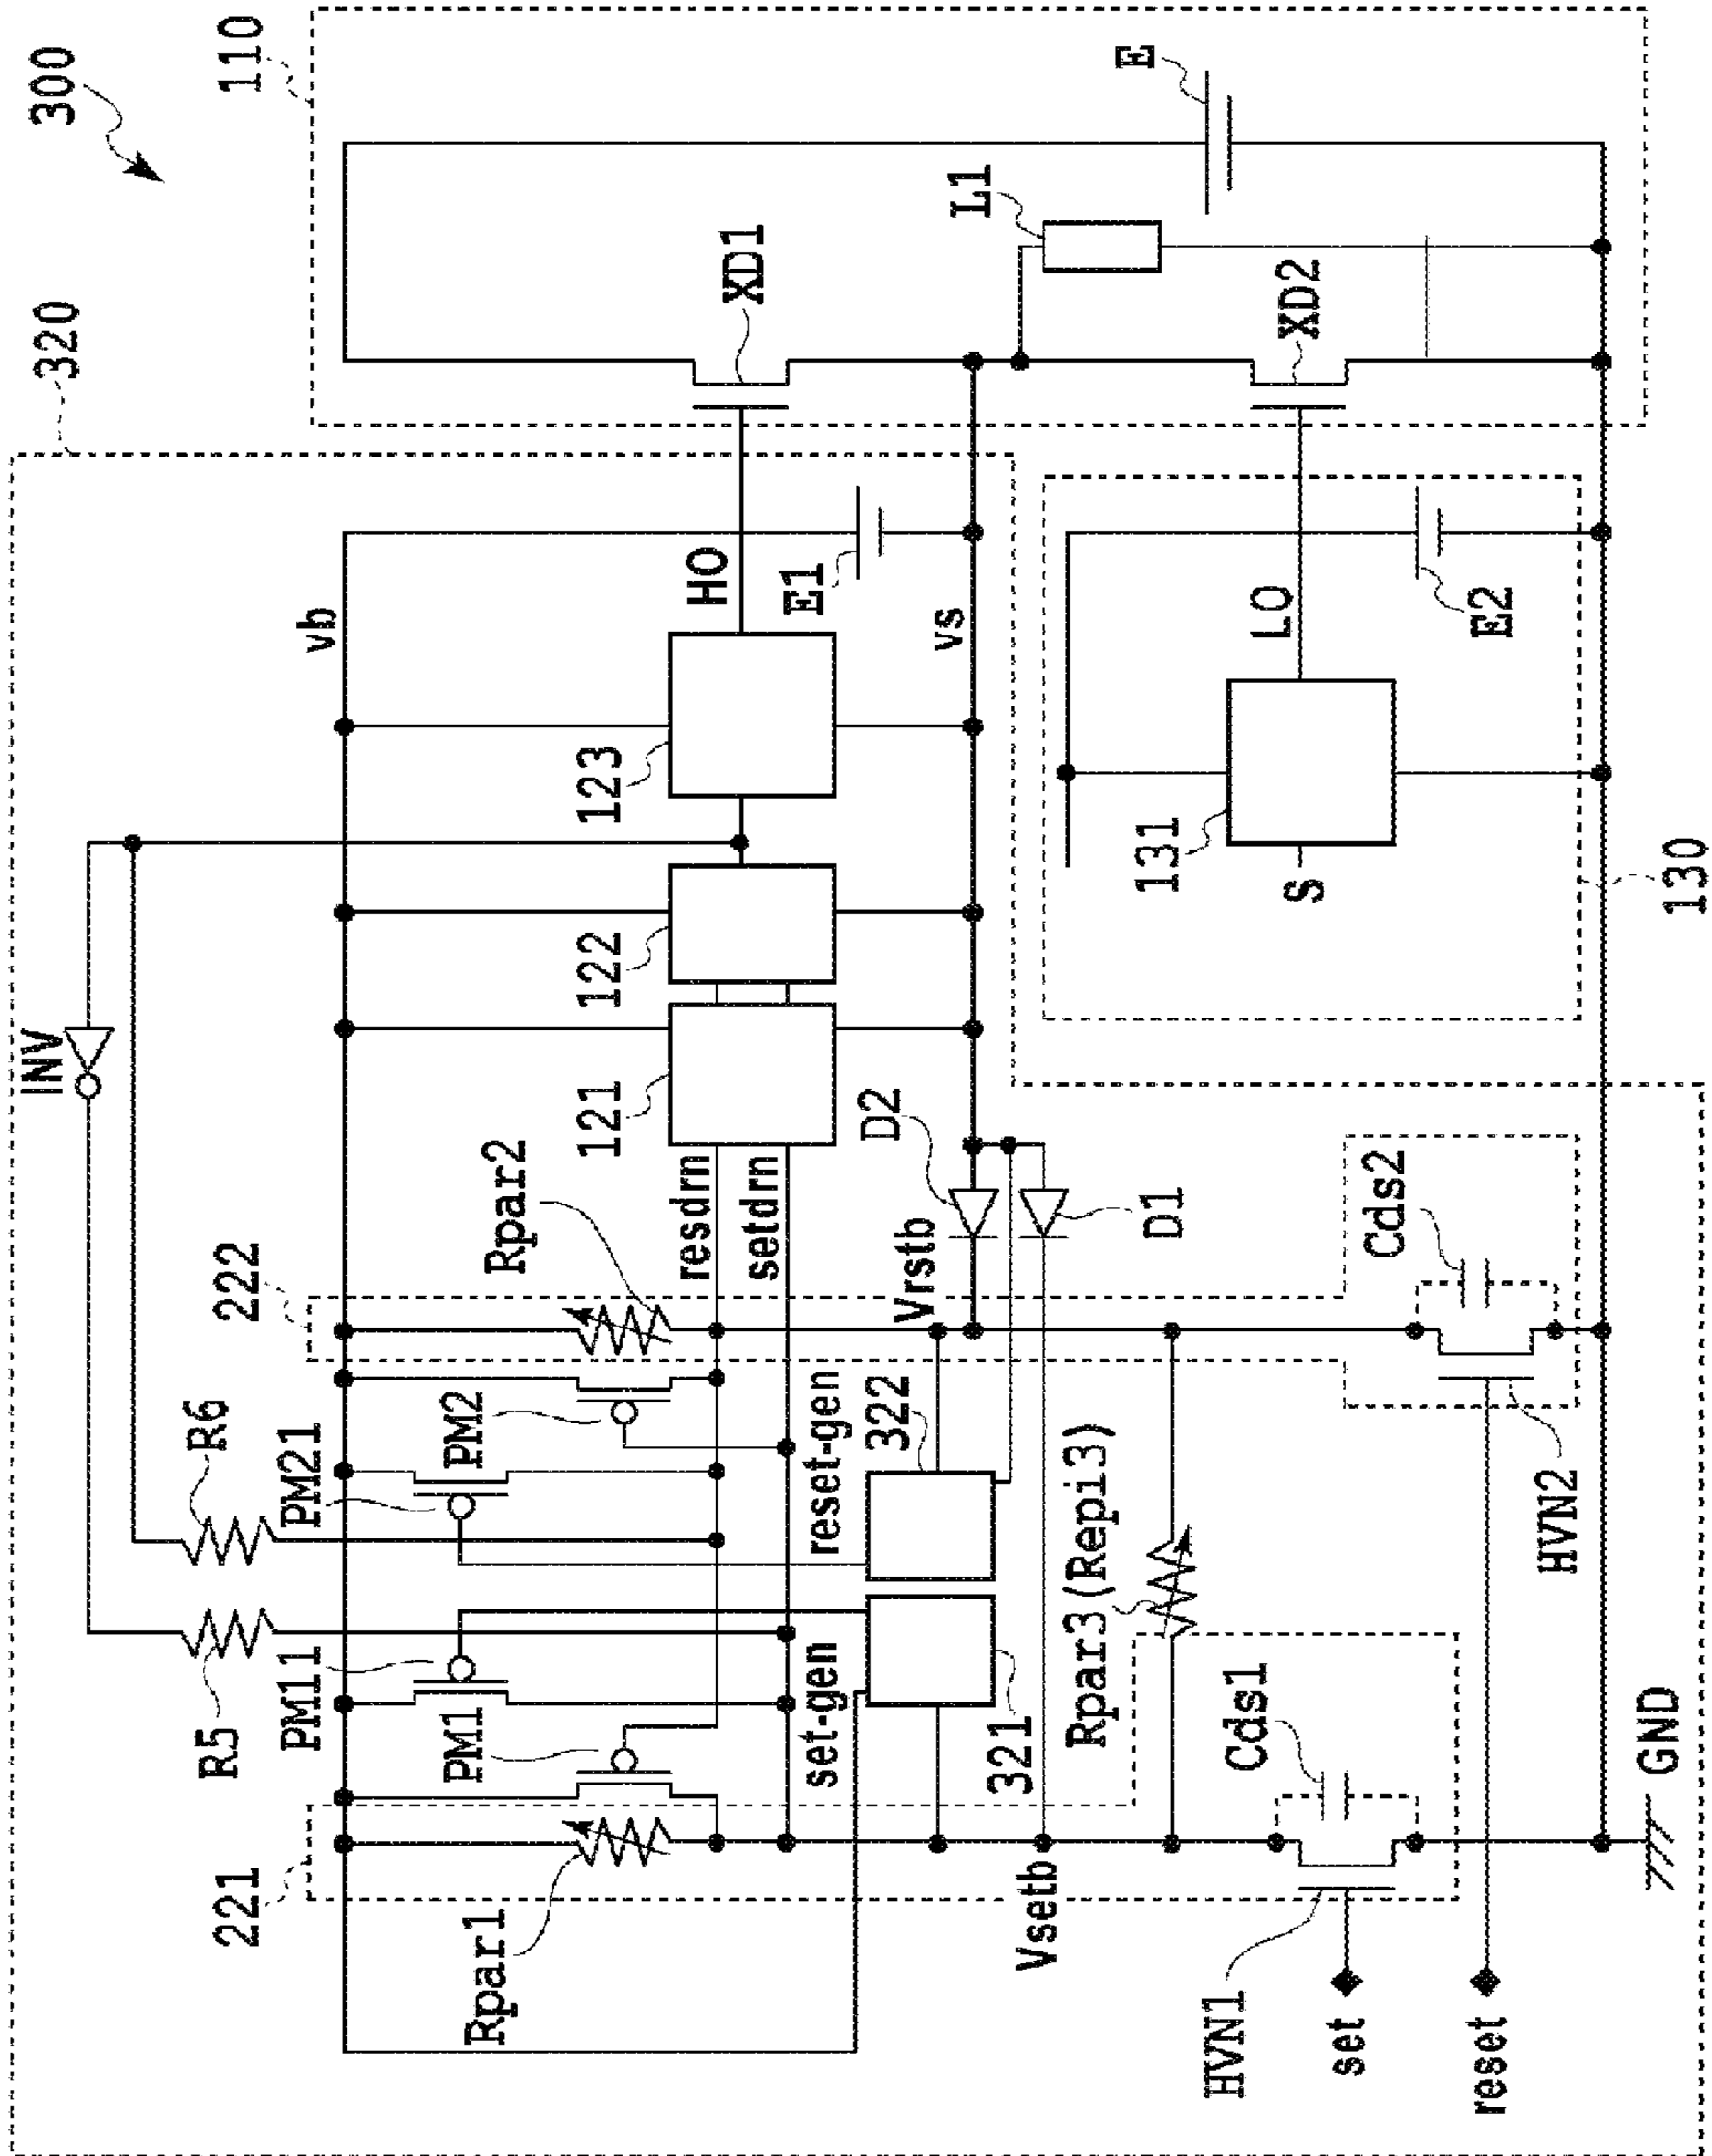 300
320
110
INV
vb
E
R6
R5
PM21
PM11
PM2
PM1
222
221
Rpar2
Rpar1
121
122
123
HO
XD1
E1
L1
resdrn
setdrn
reset-gen
set-gen
322
321
vs
D2
D1
Vrstb
Vsetb
Rpar3(Repi3)
131
S
LO
XD2
E2
130
Cds2
Cds1
HVN2
HVN1
set
reset
GND